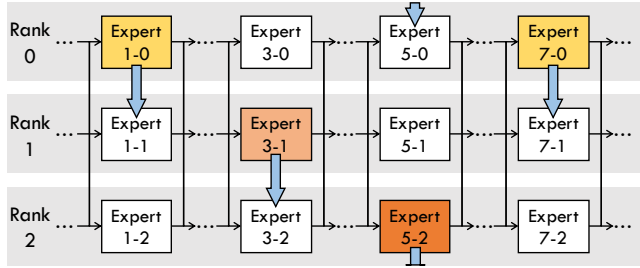 Rank 0
... Expert 1-0 ... Expert 3-0 ... Expert 5-0 ... Expert 7-0 ...
Rank 1
... Expert 1-1 ... Expert 3-1 ... Expert 5-1 ... Expert 7-1 ...
Rank 2
... Expert 1-2 ... Expert 3-2 ... Expert 5-2 ... Expert 7-2 ...